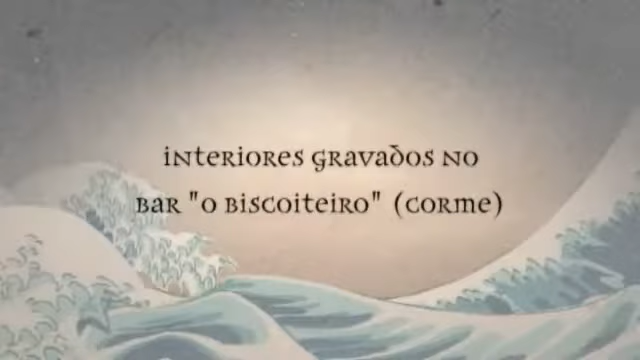 interiores gravados no
bar "o biscoiteiro" (corme)